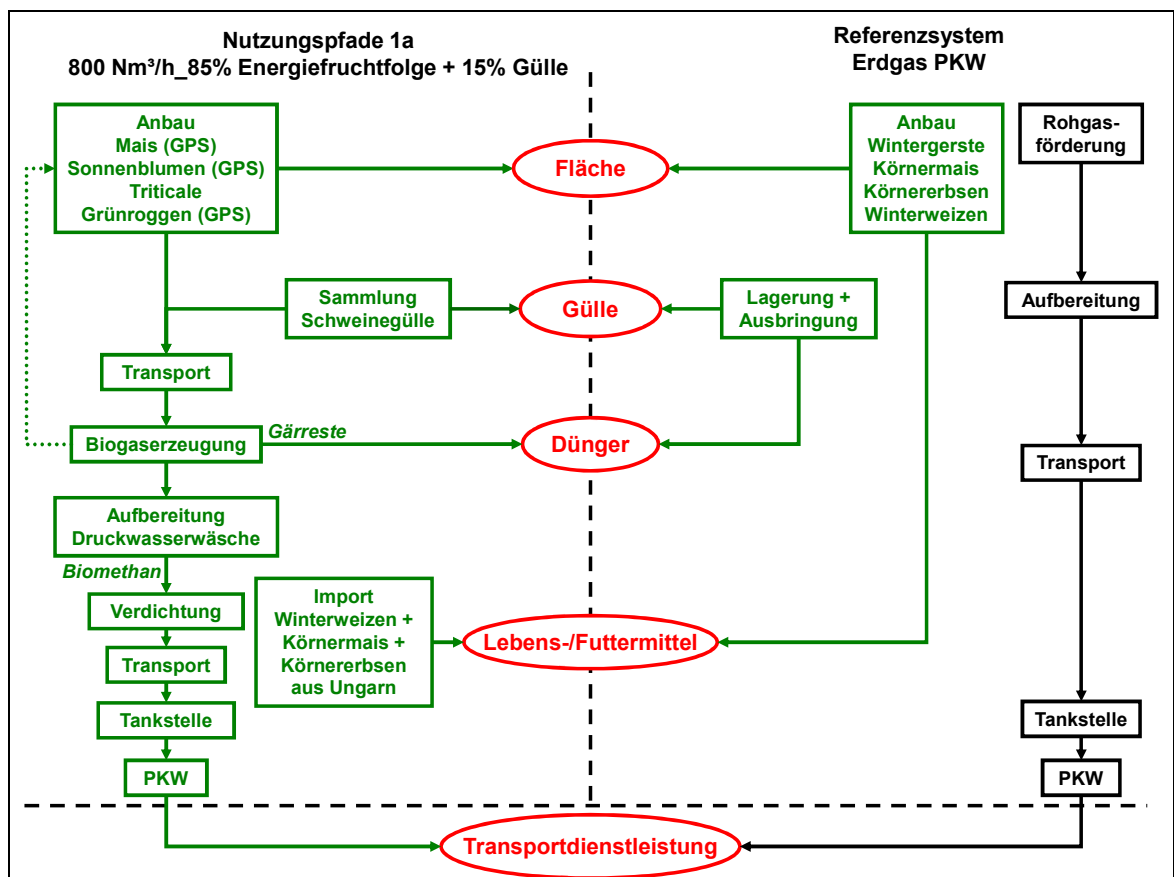 Nutzungspfade 1a
800 Nm³/h_85% Energiefruchtfolge + 15% Gülle
Referenzsystem
Erdgas PKW
Anbau
Mais (GPS)
Sonnenblumen (GPS)
Triticale
Grünroggen (GPS)
Fläche
Anbau
Wintergerste
Körnermais
Körnererbsen
Winterweizen
Rohgas-
förderung
Sammlung
Schweinegülle
Gülle
Lagerung +
Ausbringung
Aufbereitung
Transport
Biogaserzeugung
Gärreste
Dünger
Transport
Aufbereitung
Druckwasserwäsche
Biomethan
Verdichtung
Import
Winterweizen +
Körnermais +
Körnererbsen
aus Ungarn
Lebens-/Futtermittel
Transport
Tankstelle
Tankstelle
PKW
PKW
Transportdienstleistung